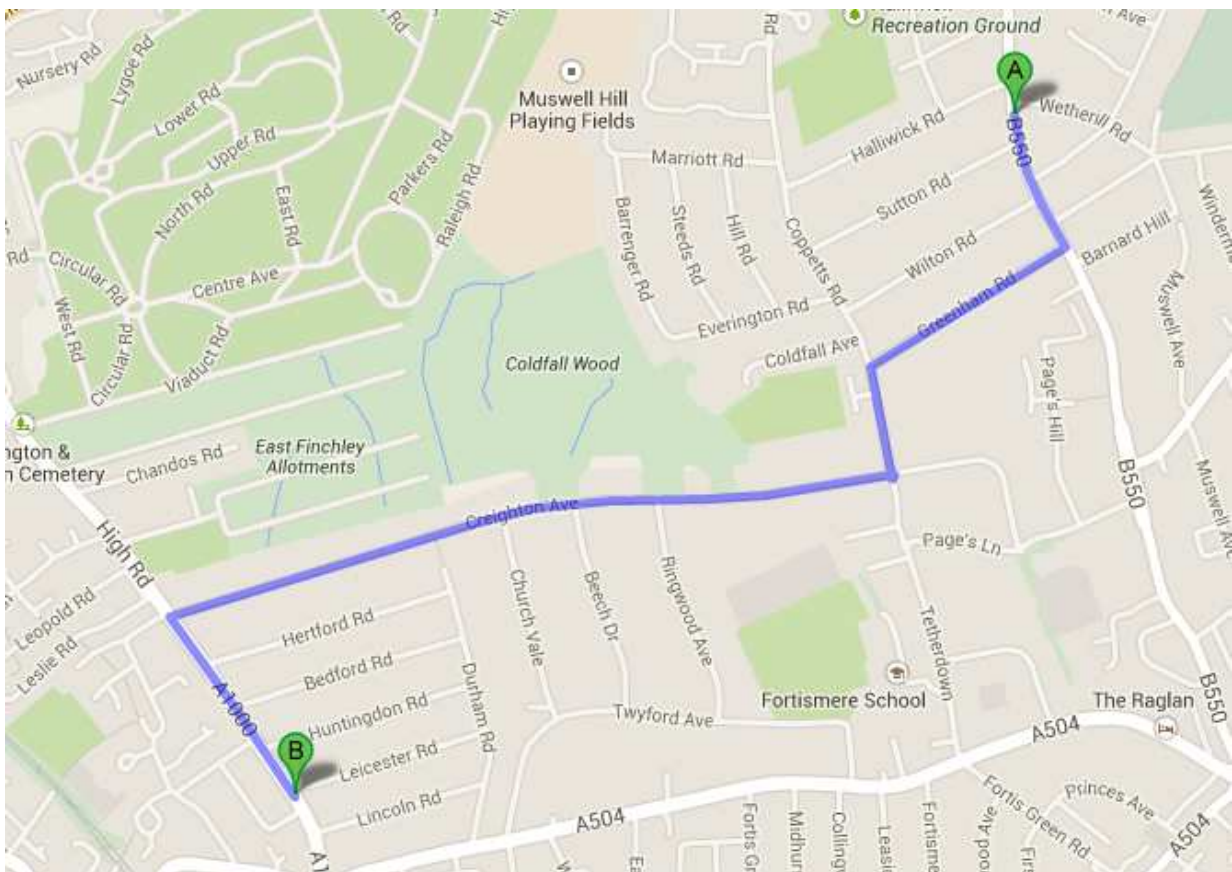 Recreation Ground
Nursery Rd
Lygoe Rd
Lower Rd
Upper Rd
North Rd
East Rd
Parkers Rd
Raleigh Rd
Muswell Hill
Playing Fields
A
B550
Wetherill Rd
Halliwick Rd
Marriott Rd
Sutton Rd
Barrenger Rd
Steeds Rd
Hill Rd
Coppetts Rd
Wilton Rd
Barnard Hill
Circular Rd
Centre Ave
West Rd
Circular Rd
Viaduct Rd
Everington Rd
Greenham Rd
Muswell Ave
Coldfall Wood
Coldfall Ave
Page's Hill
East Finchley
Allotments
Cemetery
Chandos Rd
B550
Muswell Ave
High Rd
Creighton Ave
Page's Ln
Leopold Rd
Leslie Rd
Hertford Rd
Church Vale
Beech Dr
Ringwood Ave
Tetherdown
Bedford Rd
Durham Rd
Huntingdon Rd
A1000
Fortismere School
The Raglan
B550
Twyford Ave
A504
B
Leicester Rd
Lincoln Rd
A504
Fortis Green Rd
Princes Ave
A504